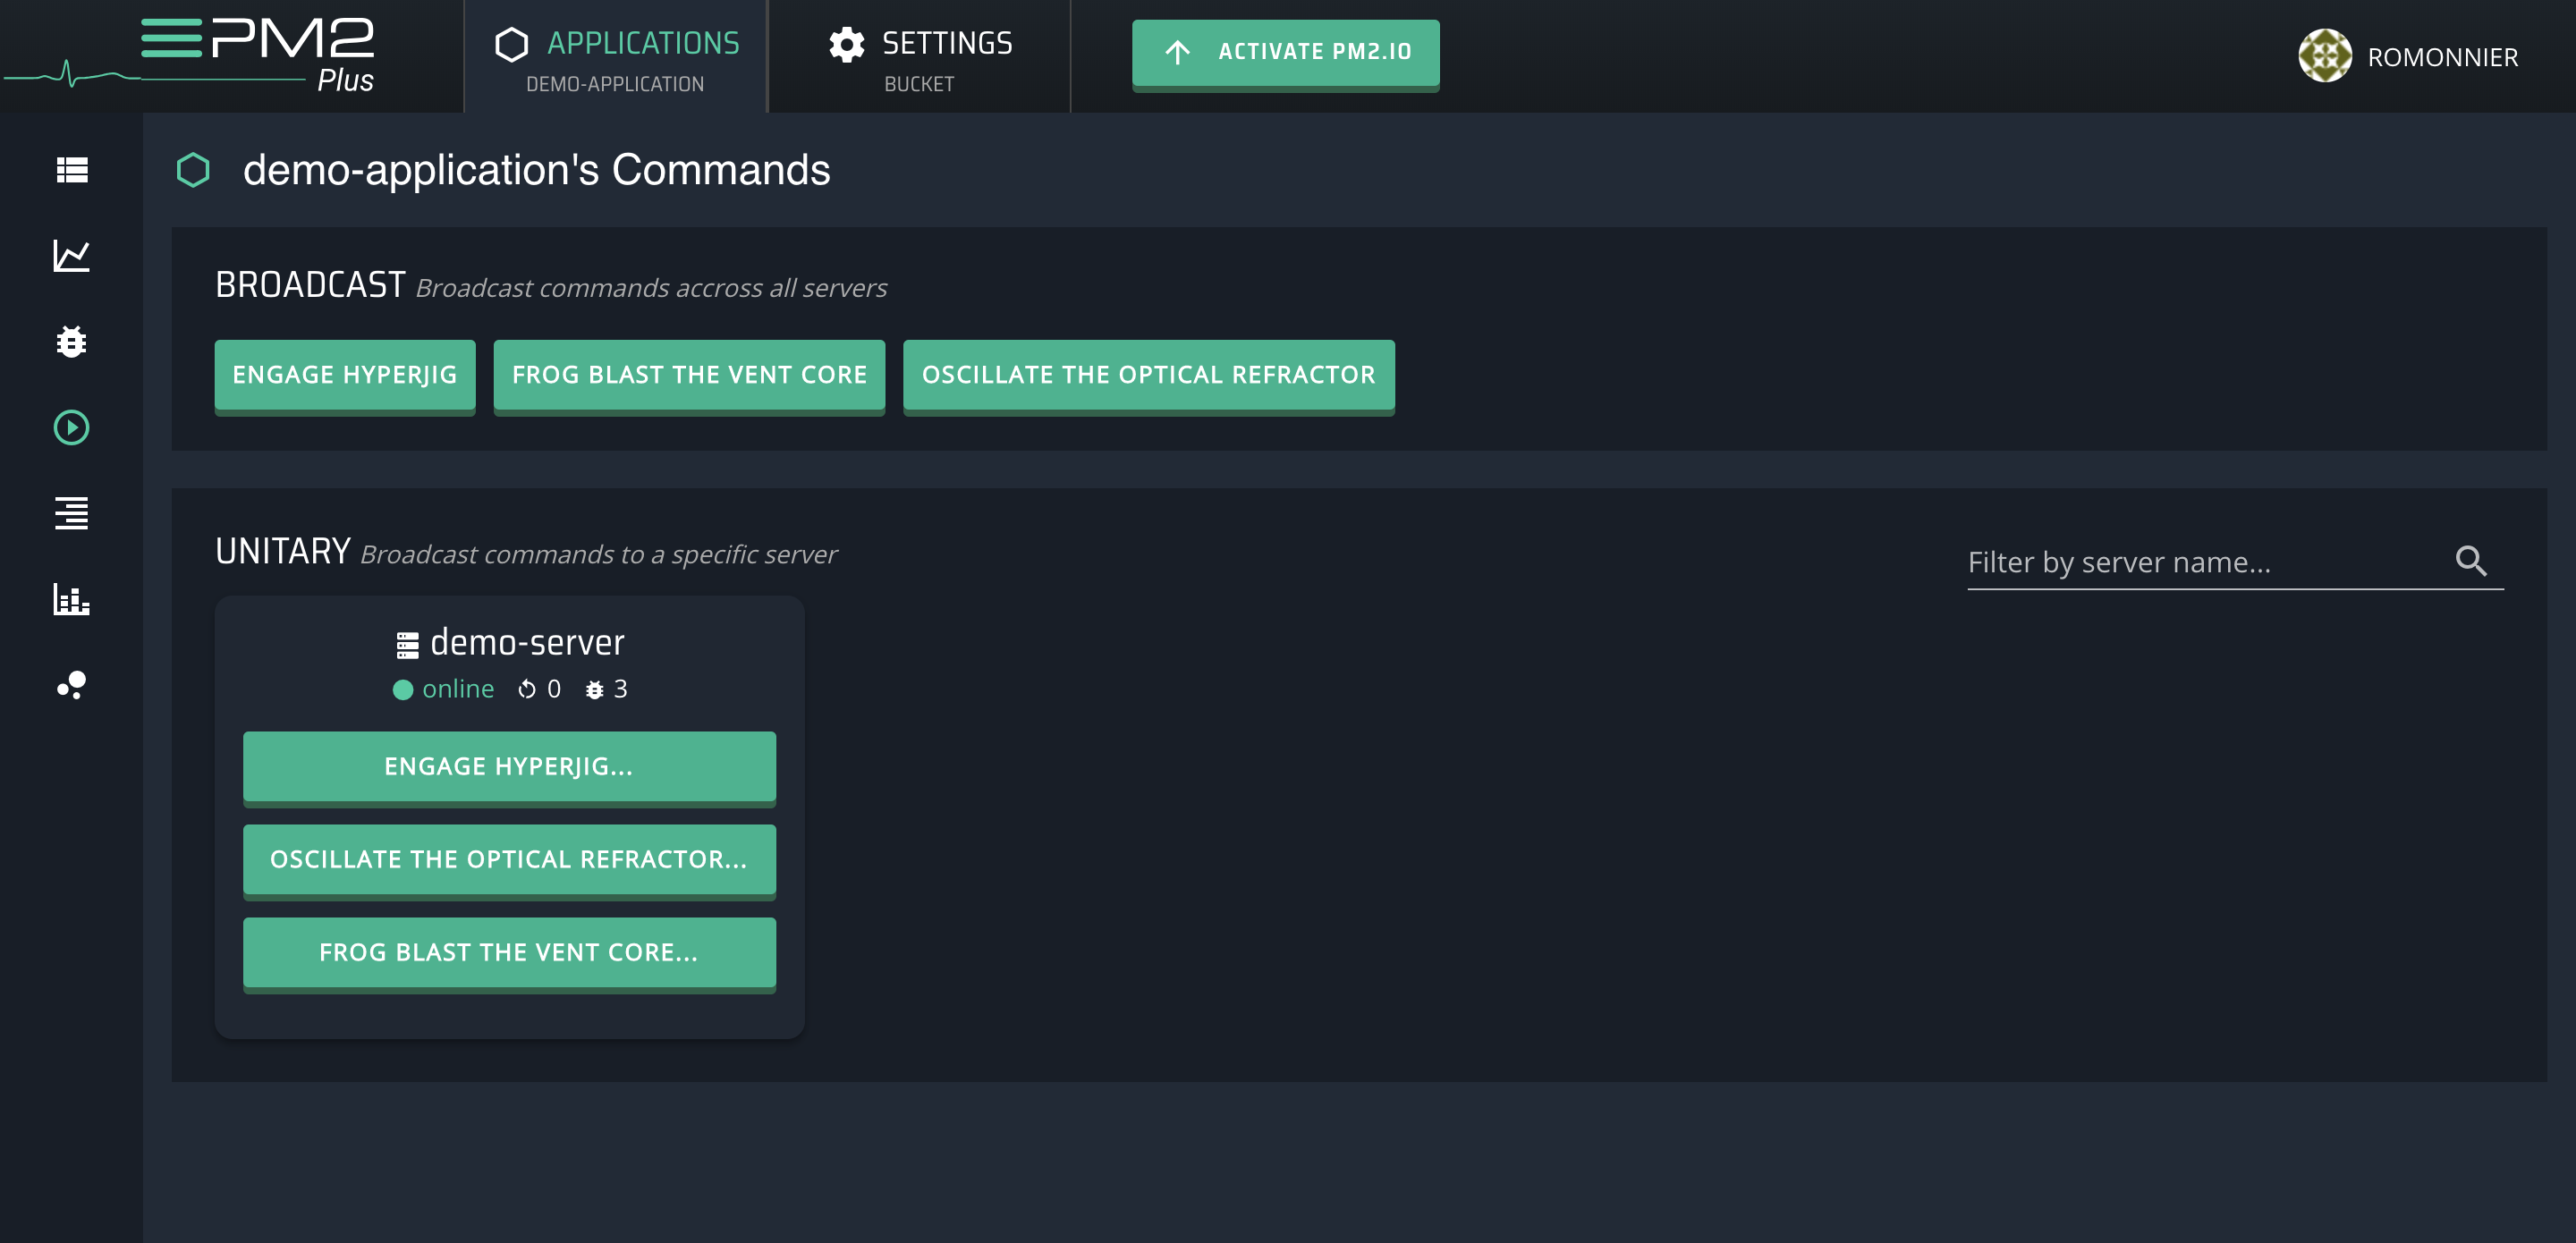 PM2
Plus
APPLICATIONS
DEMO-APPLICATION
SETTINGS
BUCKET
ACTIVATE PM2.IO
ROMONNIER
demo-application's Commands
BROADCAST Broadcast commands accross all servers
ENGAGE HYPERJIG
FROG BLAST THE VENT CORE
OSCILLATE THE OPTICAL REFRACTOR
UNITARY Broadcast commands to a specific server
Filter by server name...
demo-server
online 0 3
ENGAGE HYPERJIG...
OSCILLATE THE OPTICAL REFRACTOR...
FROG BLAST THE VENT CORE...